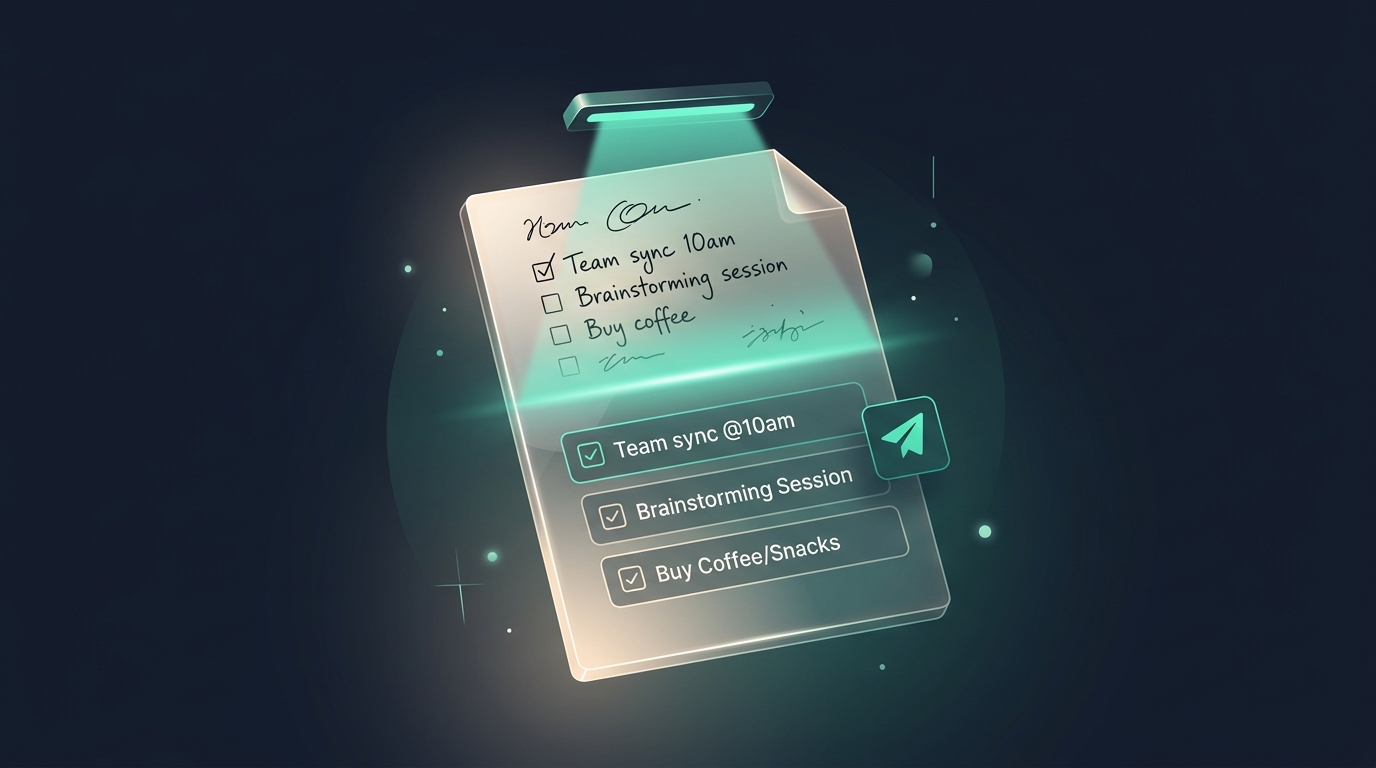 Team sync 10am
Brainstorming session
Buy coffee
Team sync @10am
Brainstorming Session
Buy Coffee/Snacks